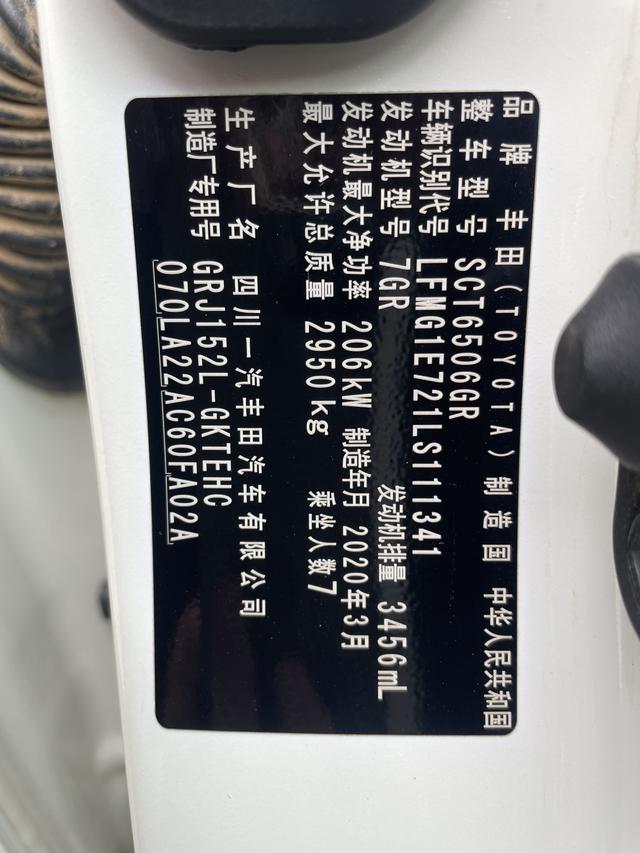 品牌 丰田(TOYOTA) 制造国 中华人民共和国
整车型号 SCT6506GR
车辆识别代号 LFMG1E721LS111341
发动机型号 7GR 发动机排量 3456mL
发动机最大净功率 206kW 制造年月 2020年3月
最大允许总质量 2950kg 乘坐人数7
生产厂名 四川一汽丰田汽车有限公司
制造厂专用号 GRJ152L-GKTEHC
070LA22AC60FA02A